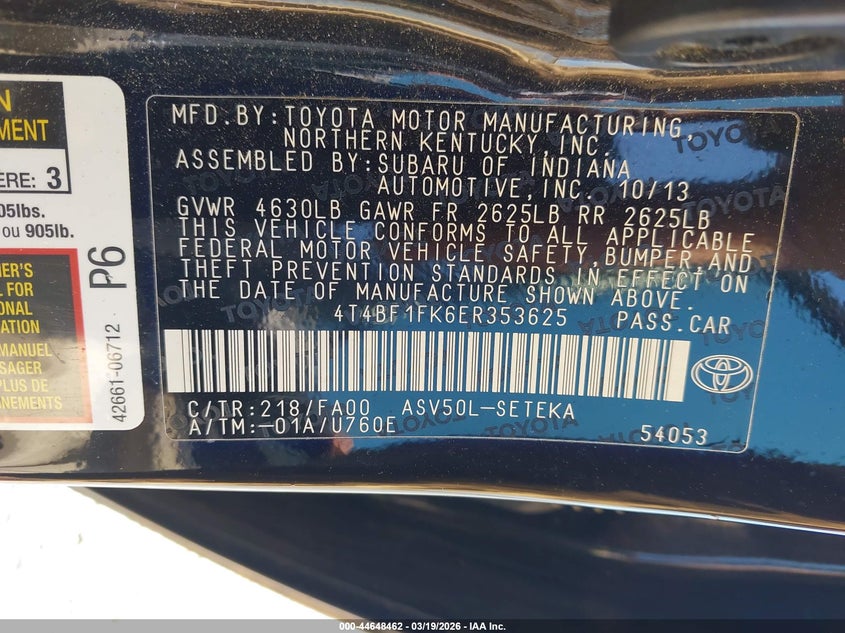 N
MENT
ERE: 3
05lbs.
ou 905lb.
P6
ER'S
L FOR
ONAL
ATION
MANUEL
SAGER
PLUS DE
NEMENTS
42661-06712
MFD.BY:TOYOTA MOTOR MANUFACTURING,
NORTHERN KENTUCKY,INC.
ASSEMBLED BY:SUBARU OF INDIANA
AUTOMOTIVE,INC. 10/13
GVWR 4630LB GAWR FR 2625LB RR 2625LB
THIS VEHICLE CONFORMS TO ALL APPLICABLE
FEDERAL MOTOR VEHICLE SAFETY,BUMPER AND
THEFT PREVENTION STANDARDS IN EFFECT ON
THE DATE OF MANUFACTURE SHOWN ABOVE.
4T4BF1FK6ER353625 PASS.CAR
C/TR:218/FA00 ASV50L-SETEKA
A/TM:-01A/U760E
54053
000-44648462 - 03/19/2026 - IAA Inc.